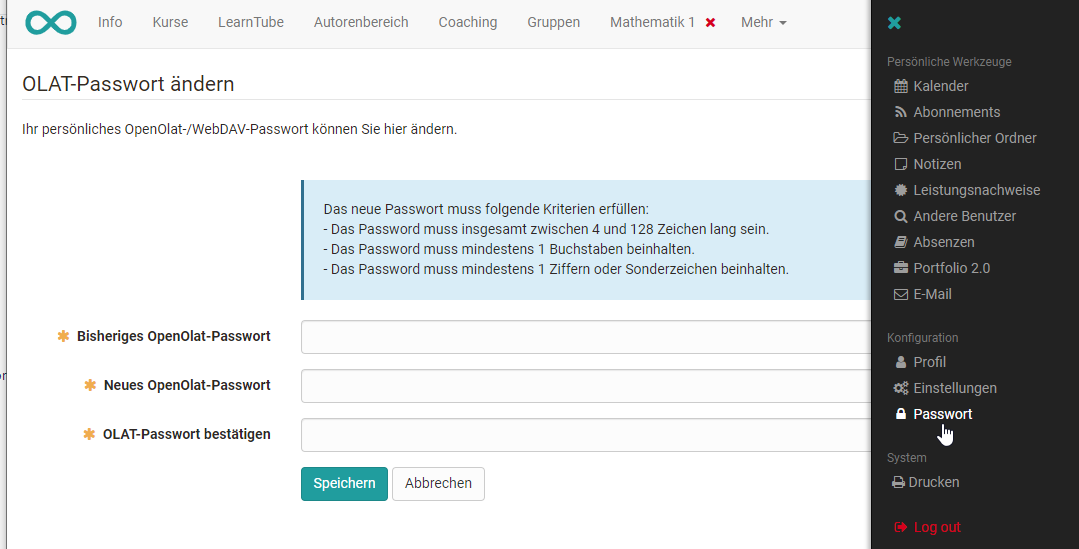 Info Kurse LearnTube Autorenbereich Coaching Gruppen Mathematik 1 Mehr
OLAT-Passwort ändern
Ihr persönliches OpenOlat-/WebDAV-Passwort können Sie hier ändern.
Das neue Passwort muss folgende Kriterien erfüllen:
- Das Password muss insgesamt zwischen 4 und 128 Zeichen lang sein.
- Das Password muss mindestens 1 Buchstaben beinhalten.
- Das Password muss mindestens 1 Ziffern oder Sonderzeichen beinhalten.
Bisheriges OpenOlat-Passwort
Neues OpenOlat-Passwort
OLAT-Passwort bestätigen
Speichern Abbrechen
Persönliche Werkzeuge
Kalender
Abonnements
Persönlicher Ordner
Notizen
Leistungsnachweise
Andere Benutzer
Absenzen
Portfolio 2.0
E-Mail
Konfiguration
Profil
Einstellungen
Passwort
System
Drucken
Log out